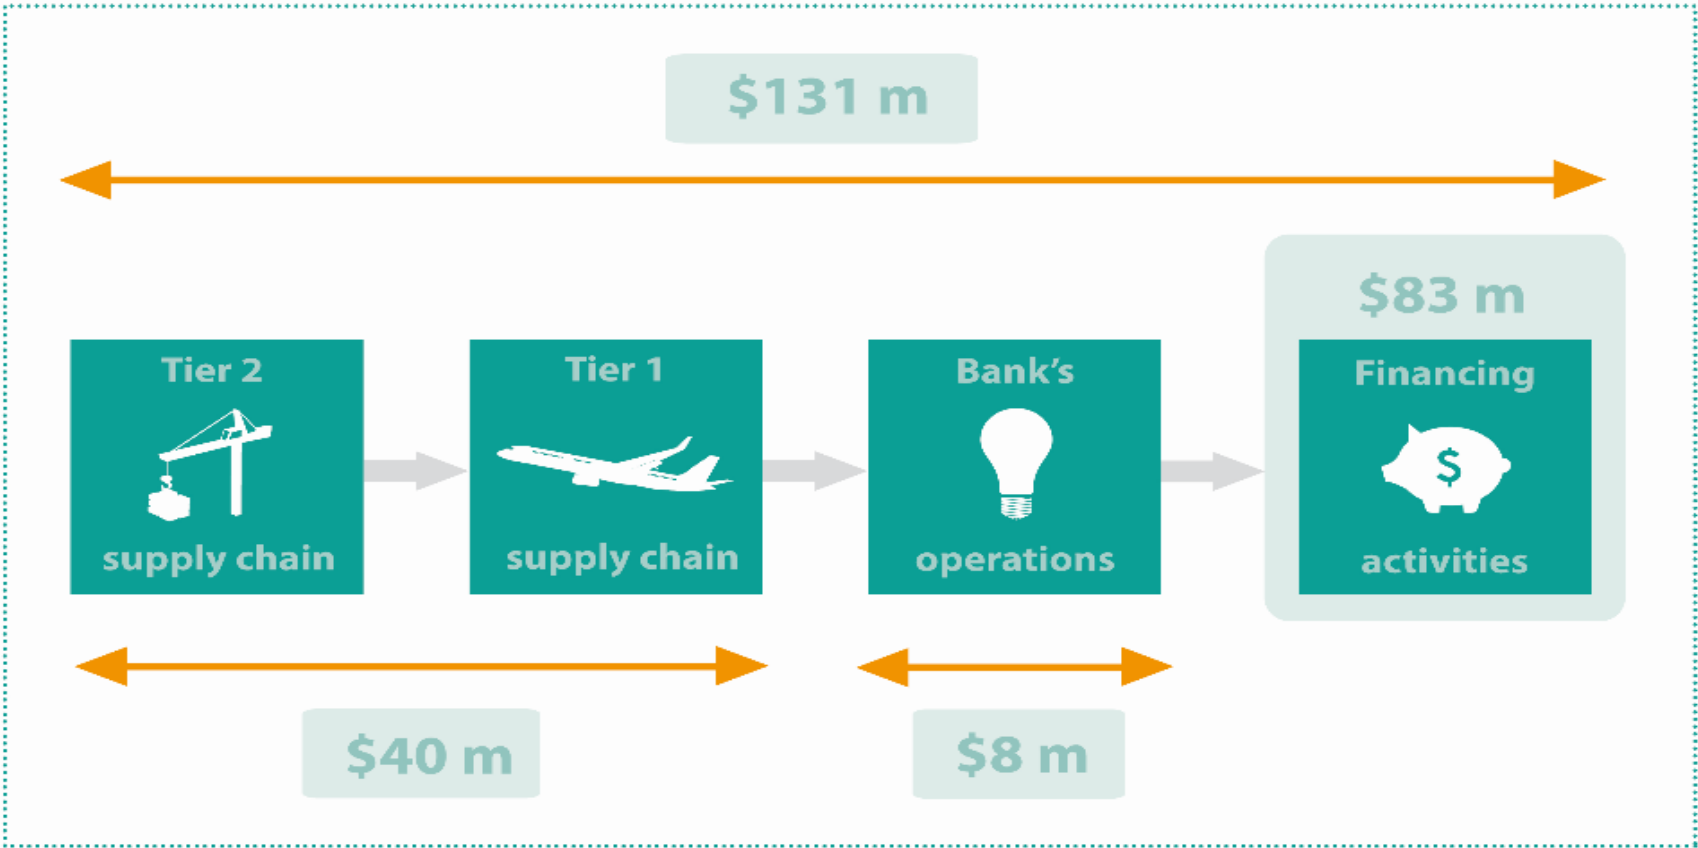 $131 m
$83 m
Tier 2
supply chain
Tier 1
supply chain
Bank's
operations
Financing
$
activities
$40 m
$8 m